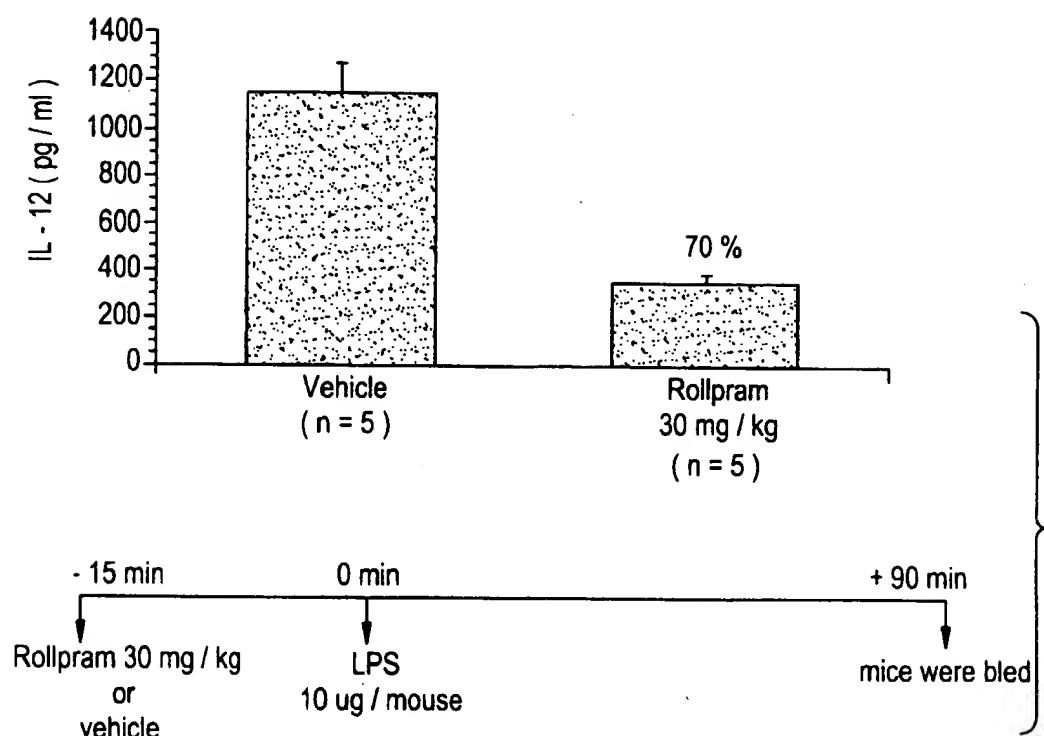 1400
1200
1000
800
600
400
200
0
IL - 12 ( pg / ml )
70 %
Vehicle
( n = 5 )
Rollpram
30 mg / kg
( n = 5 )
- 15 min
0 min
+ 90 min
Rollpram 30 mg / kg
or
vehicle
LPS
10 ug / mouse
mice were bled